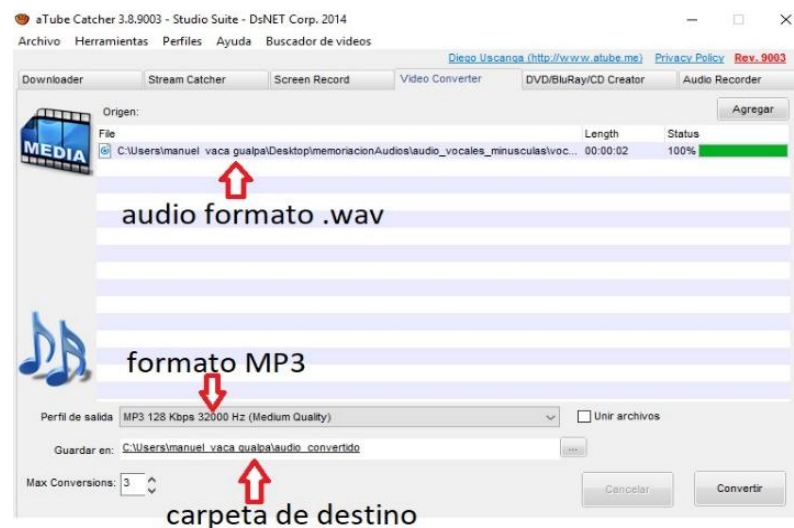 aTube Catcher 3.8.9003 - Studio Suite - DsNET Corp. 2014
Archivo Herramientas Perfiles Ayuda Buscador de videos
Diego Uscanga (http://www.atube.me) Privacy Policy Rev. 9003
Downloader Stream Catcher Screen Record Video Converter DVD/BluRay/CD Creator Audio Recorder
MEDIA
Origen:
Agregar
File Length Status
C:\Users\manuel vaca gualpa\Desktop\memoriacionAudios\audio_vocales_minusculas\voc... 00:00:02 100%
audio formato .wav
formato MP3
Perfil de salida MP3 128 Kbps 32000 Hz (Medium Quality) Unir archivos
Guardar en: C:\Users\manuel vaca gualpa\audio convertido ...
Max Conversions: 3 Cancelar Convertir
carpeta de destino